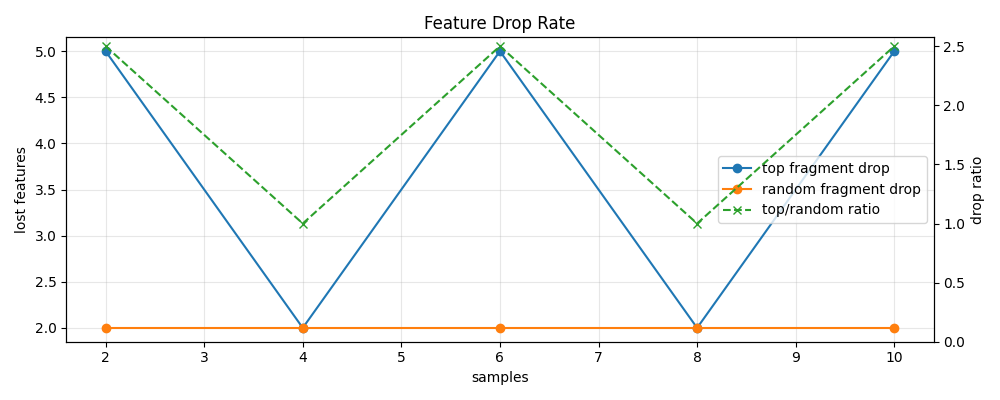 Feature Drop Rate
lost features
5.0
4.5
4.0
3.5
3.0
2.5
2.0
2.5
2.0
1.5
1.0
0.5
0.0
drop ratio
top fragment drop
random fragment drop
top/random ratio
2 3 4 5 6 7 8 9 10
samples